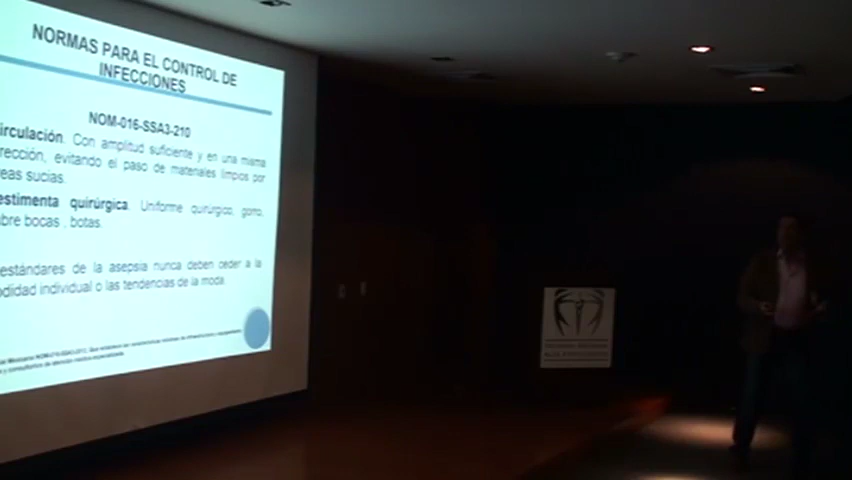 NORMAS PARA EL CONTROL DE
INFECCIONES
NOM-016-SSA3-210
irculación. Con amplitud suficiente y en una misma
rección, evitando el paso de materiales limpios por
eas sucias.
estimenta quirúrgica. Uniforme quirúrgico, gorro,
bre bocas , botas.
estándares de la asepsia nunca deben ceder a la
odidad individual o las tendencias de la moda